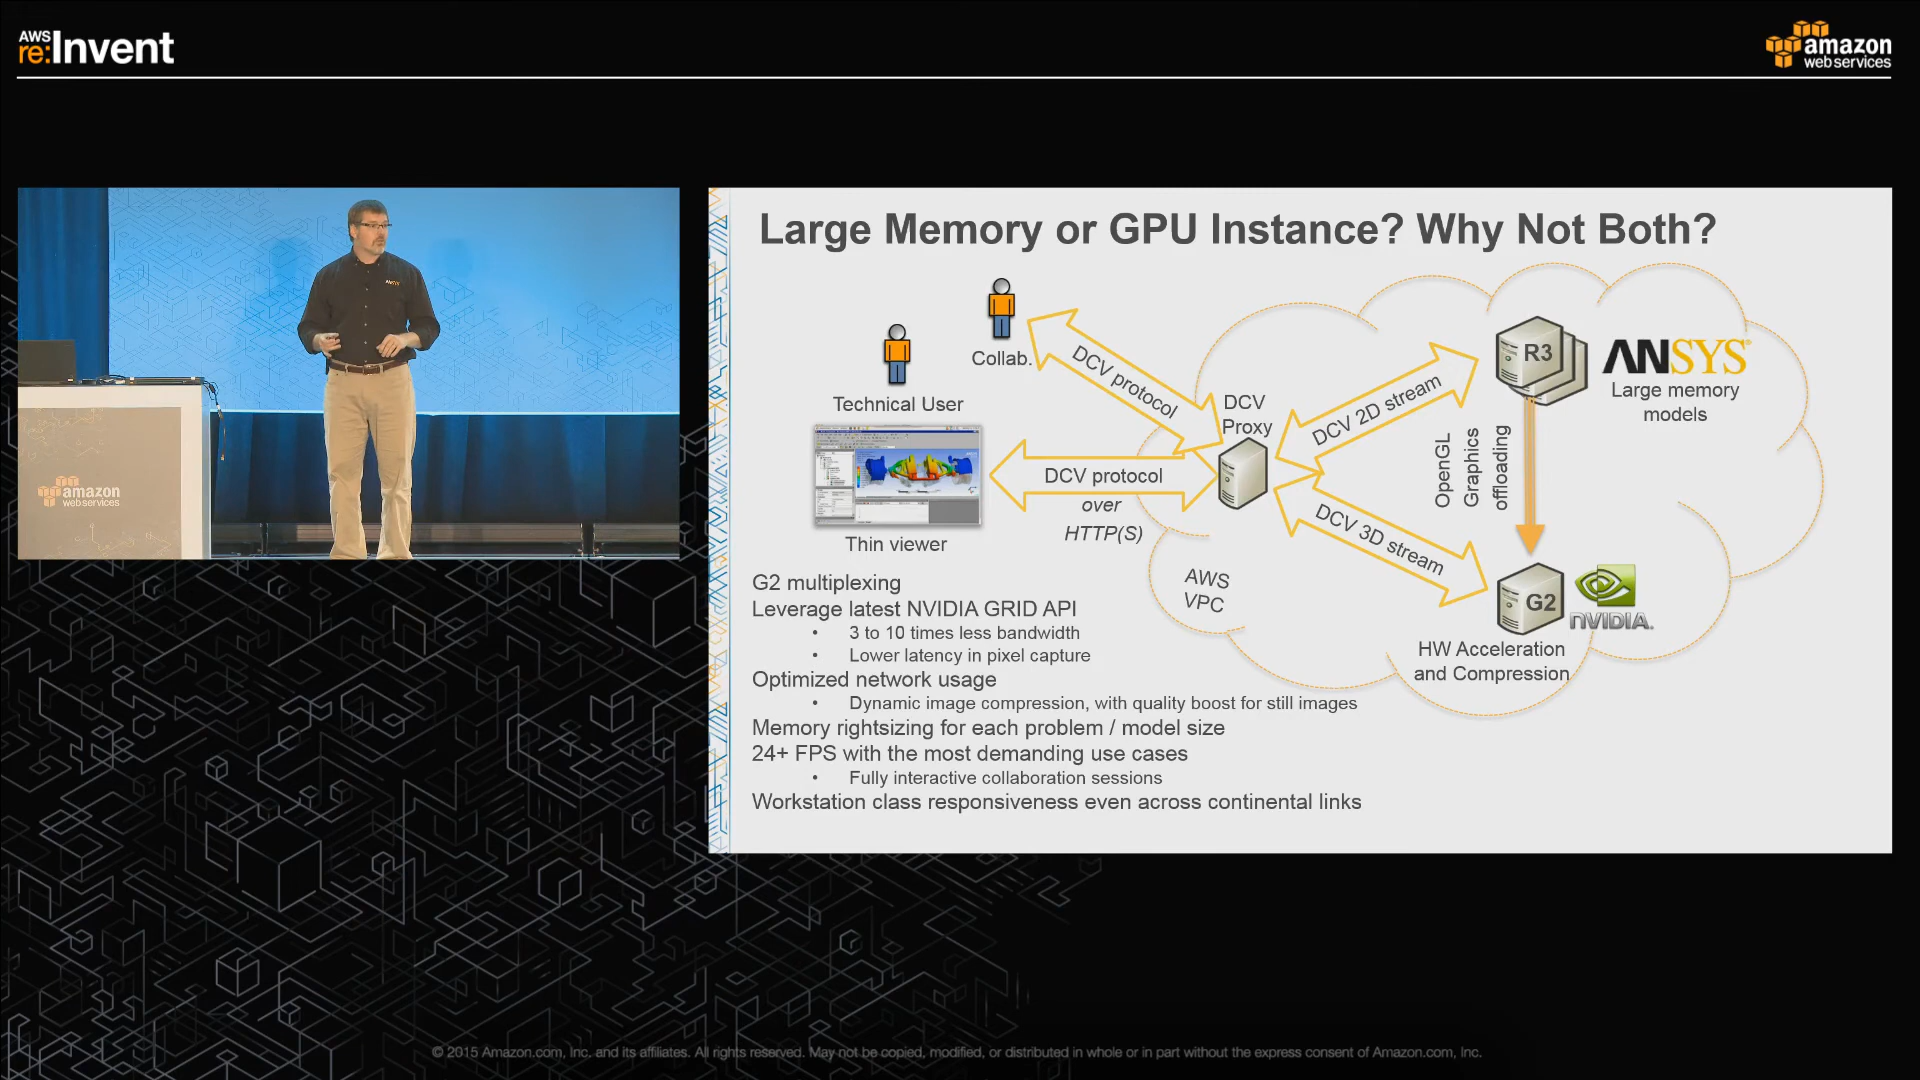 AWS
re:Invent
amazon
web services
ANSYS
amazon
web services
Large Memory or GPU Instance? Why Not Both?
Collab.
Technical User
Thin viewer
DCV protocol
DCV protocol
over
HTTP(S)
DCV
Proxy
DCV 2D stream
DCV 3D stream
R3
ANSYS®
Large memory
models
OpenGL
Graphics
offloading
AWS
VPC
G2
NVIDIA.
HW Acceleration
and Compression
G2 multiplexing
Leverage latest NVIDIA GRID API
• 3 to 10 times less bandwidth
• Lower latency in pixel capture
Optimized network usage
• Dynamic image compression, with quality boost for still images
Memory rightsizing for each problem / model size
24+ FPS with the most demanding use cases
• Fully interactive collaboration sessions
Workstation class responsiveness even across continental links
© 2015 Amazon.com, Inc. and its affiliates. All rights reserved. May not be copied, modified, or distributed in whole or in part without the express consent of Amazon.com, Inc.